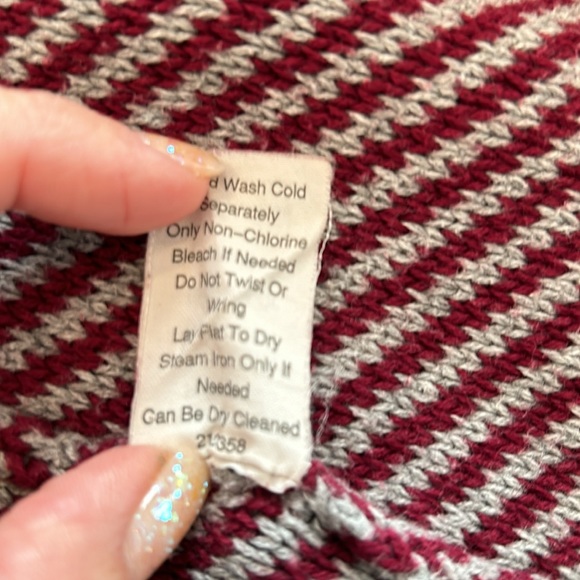 d Wash Cold
Separately
Only Non-Chlorine
Bleach If Needed
Do Not Twist Or
Wring
Lay Flat To Dry
Steam Iron Only If
Needed
Can Be Dry Cleaned